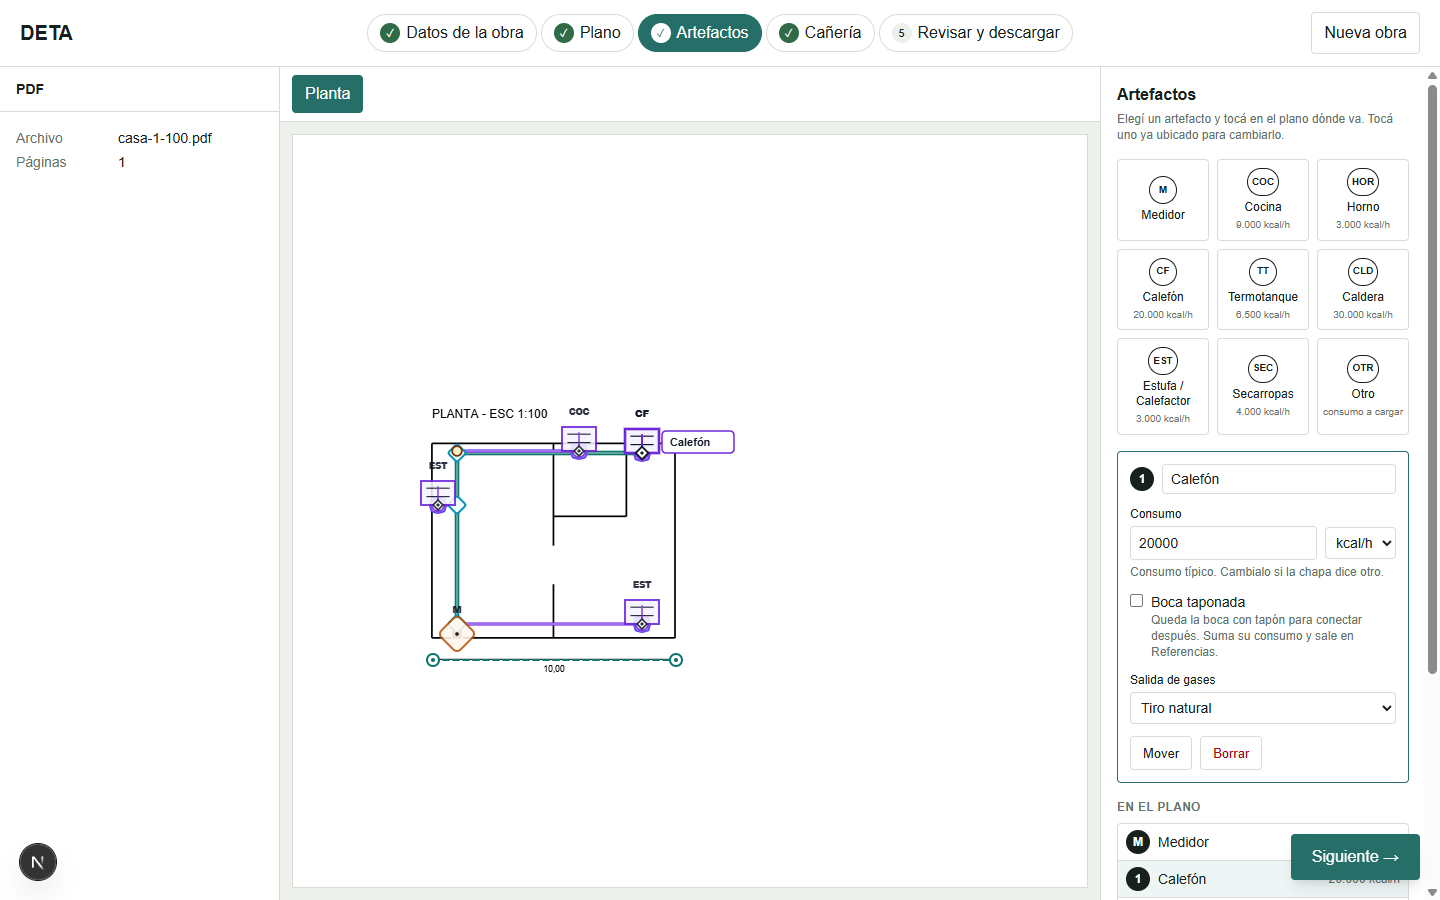 DETA
✓ Datos de la obra
✓ Plano
✓ Artefactos
✓ Cañería
5 Revisar y descargar
Nueva obra
PDF
Archivo casa-1-100.pdf
Páginas 1
Planta
PLANTA - ESC 1:100
COC
CF
Calefón
EST
EST
M
10,00
Artefactos
Elegí un artefacto y tocá en el plano dónde va. Tocá
uno ya ubicado para cambiarlo.
M
Medidor
COC
Cocina
9.000 kcal/h
HOR
Horno
3.000 kcal/h
CF
Calefón
20.000 kcal/h
TT
Termotanque
6.500 kcal/h
CLD
Caldera
30.000 kcal/h
EST
Estufa /
Calefactor
3.000 kcal/h
SEC
Secarropas
4.000 kcal/h
OTR
Otro
consumo a cargar
1 Calefón
Consumo
20000 kcal/h
Consumo típico. Cambialo si la chapa dice otro.
Boca taponada
Queda la boca con tapón para conectar
después. Suma su consumo y sale en
Referencias.
Salida de gases
Tiro natural
Mover Borrar
EN EL PLANO
M Medidor
Siguiente →
1 Calefón
N